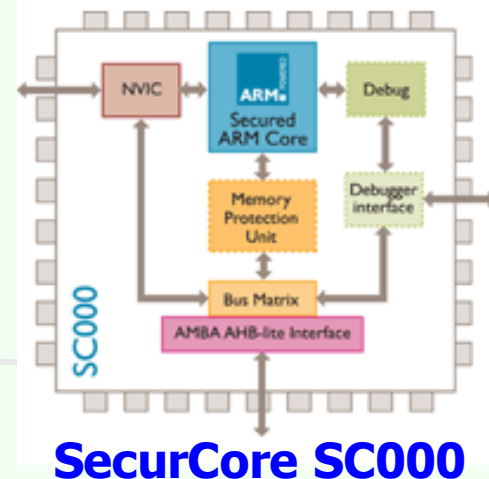 NVIC
ARM POWERED
Secured
ARM Core
Debug
Memory
Protection
Unit
Debugger
interface
Bus Matrix
AMBA AHB-lite Interface
SC000
SecurCore SC000